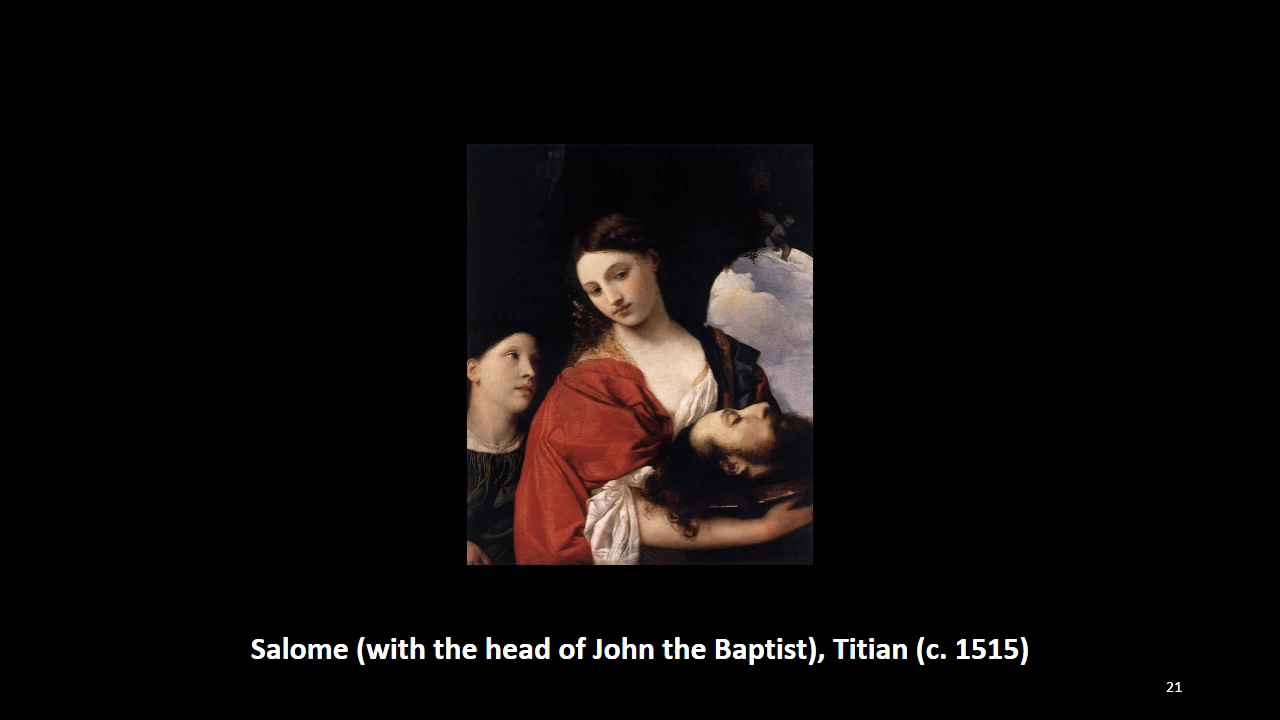 Salome (with the head of John the Baptist), Titian (c. 1515)
21